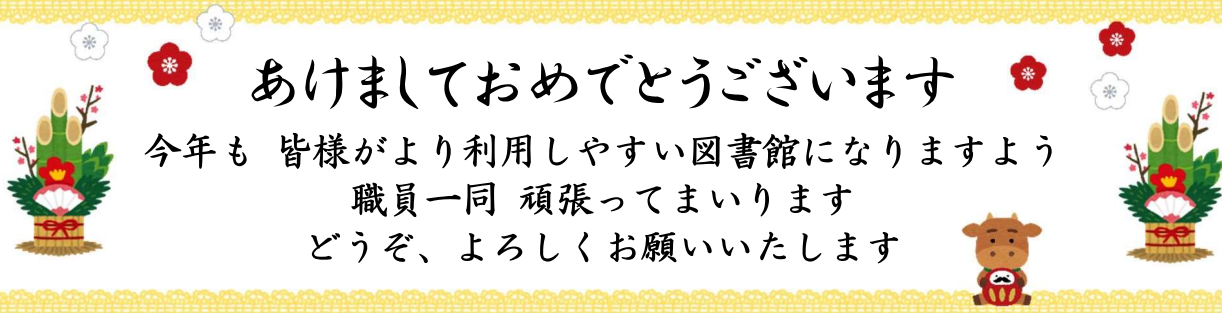 あけましておめでとうございます
今年も 皆様がより利用しやすい図書館になりますよう
職員一同 頑張ってまいります
どうぞ、よろしくお願いいたします